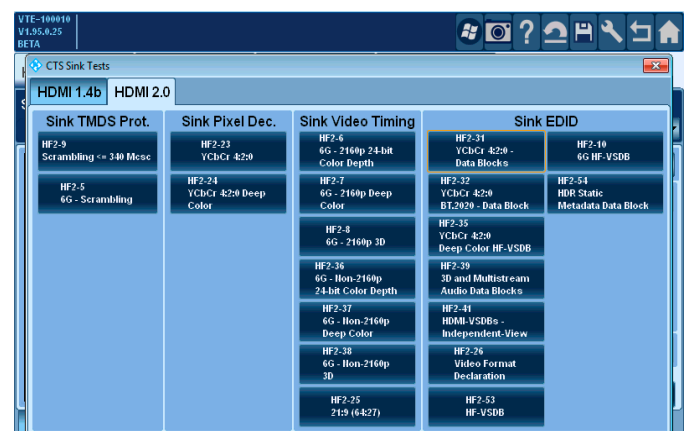 VTE-100010
V1.95.0.25
BETA
CTS Sink Tests
HDMI 1.4b HDMI 2.0
Sink TMDS Prot.
HF2-9
Scrambling <= 340 Mcsc
HF2-5
6G - Scrambling
Sink Pixel Dec.
HF2-23
YCbCr 4:2:0
HF2-24
YCbCr 4:2:0 Deep
Color
Sink Video Timing
HF2-6
6G - 2160p 24-bit
Color Depth
HF2-7
6G - 2160p Deep
Color
HF2-8
6G - 2160p 3D
HF2-36
6G - Non-2160p
24-bit Color Depth
HF2-37
6G - Non-2160p
Deep Color
HF2-38
6G - Non-2160p
3D
HF2-25
21:9 (64:27)
Sink EDID
HF2-31
YCbCr 4:2:0 -
Data Blocks
HF2-32
YCbCr 4:2:0
BT.2020 - Data Block
HF2-35
YCbCr 4:2:0
Deep Color HF-VSDB
HF2-39
3D and Multistream
Audio Data Blocks
HF2-41
HDMI-VSDBs -
Independent-View
HF2-26
Video Format
Declaration
HF2-53
HF-VSDB
HF2-10
6G HF-VSDB
HF2-54
HDR Static
Metadata Data Block